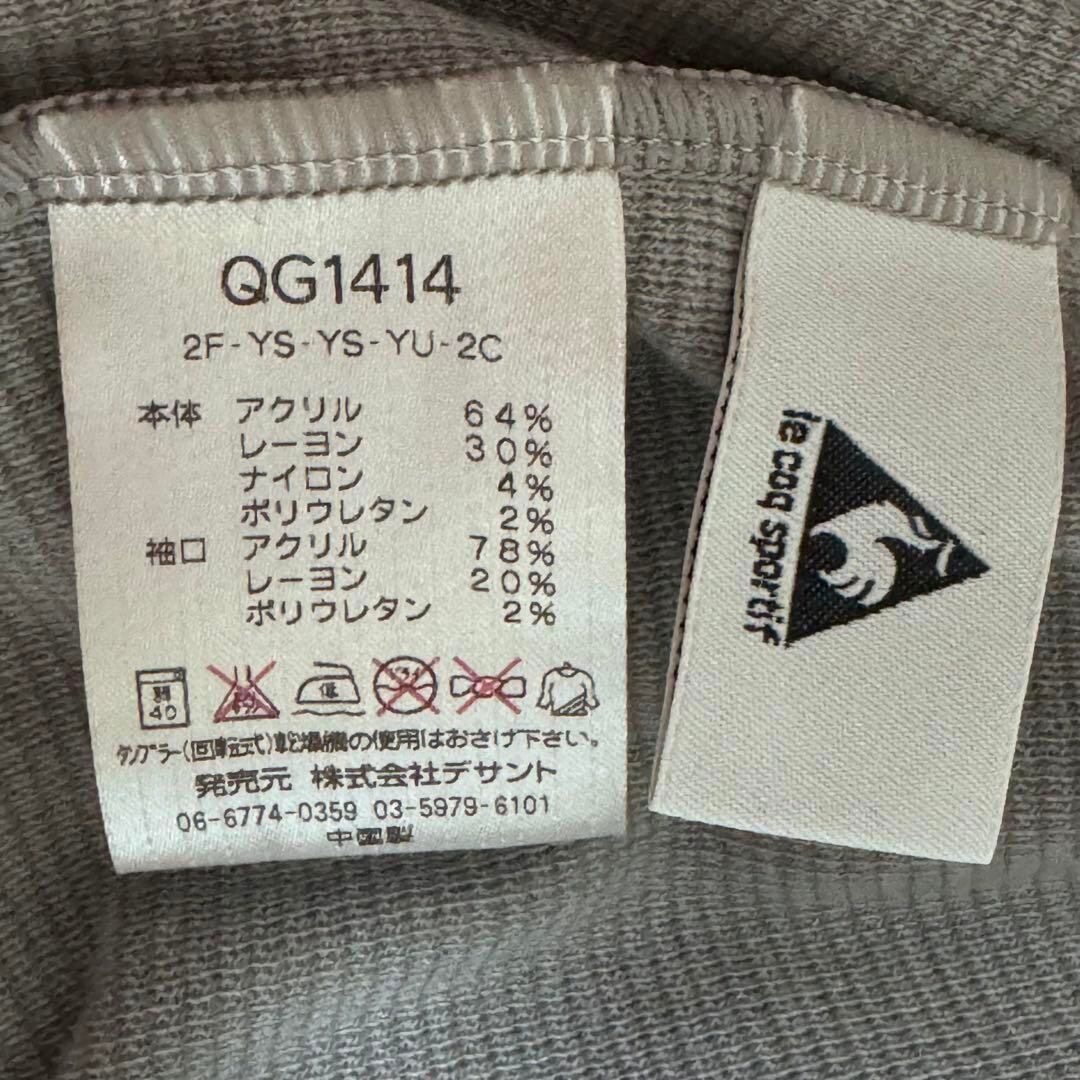 QG1414
2F-YS-YS-YU-2C
本体 アクリル 64%
レーヨン 30%
ナイロン 4%
ポリウレタン 2%
袖口 アクリル 78%
レーヨン 20%
ポリウレタン 2%
40
低
タンブラー(回転式)乾燥機の使用はおさけ下さい。
発売元 株式会社デサント
06-6774-0359 03-5979-6101
中国製
le coq sportif